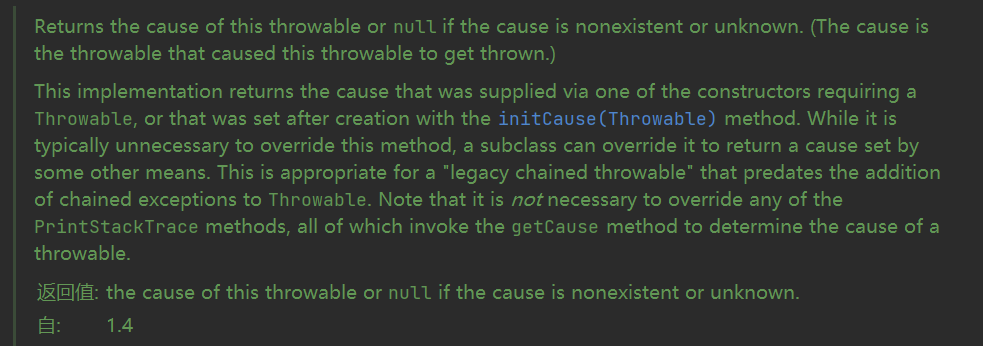 Returns the cause of this throwable or null if the cause is nonexistent or unknown. (The cause is
the throwable that caused this throwable to get thrown.)
This implementation returns the cause that was supplied via one of the constructors requiring a
Throwable, or that was set after creation with the initCause(Throwable) method. While it is
typically unnecessary to override this method, a subclass can override it to return a cause set by
some other means. This is appropriate for a "legacy chained throwable" that predates the addition
of chained exceptions to Throwable. Note that it is not necessary to override any of the
PrintStackTrace methods, all of which invoke the getCause method to determine the cause of a
throwable.
返回值: the cause of this throwable or null if the cause is nonexistent or unknown.
自: 1.4